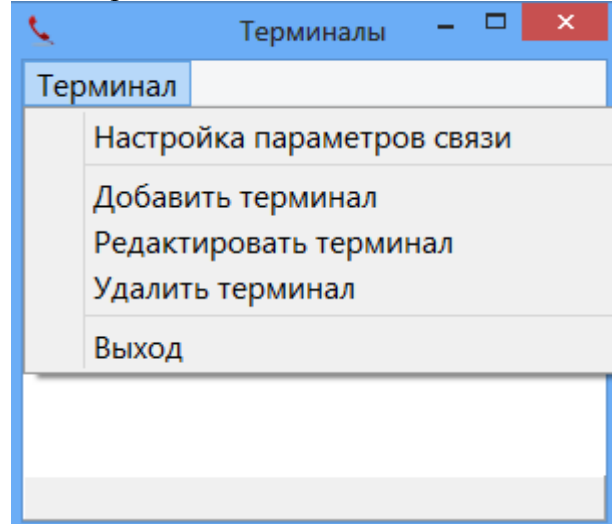 Терминалы
Терминал
Настройка параметров связи
Добавить терминал
Редактировать терминал
Удалить терминал
Выход